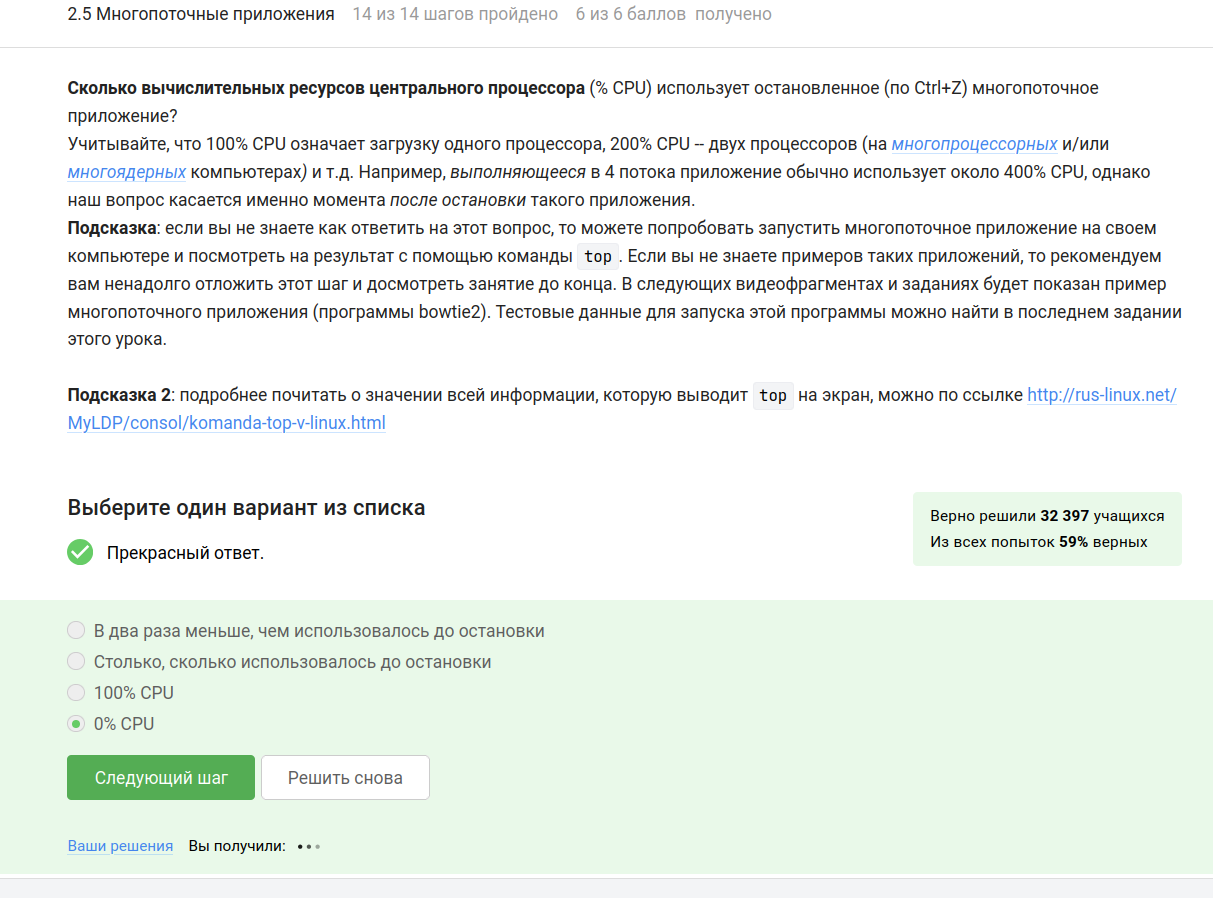 2.5 Многопоточные приложения 14 из 14 шагов пройдено 6 из 6 баллов получено
Сколько вычислительных ресурсов центрального процессора (% CPU) использует остановленное (по Ctrl+Z) многопоточное
приложение?
Учитывайте, что 100% CPU означает загрузку одного процессора, 200% CPU -- двух процессоров (на многопроцессорных и/или
многоядерных компьютерах) и т.д. Например, выполняющееся в 4 потока приложение обычно использует около 400% CPU, однако
наш вопрос касается именно момента после остановки такого приложения.
Подсказка: если вы не знаете как ответить на этот вопрос, то можете попробовать запустить многопоточное приложение на своем
компьютере и посмотреть на результат с помощью команды top. Если вы не знаете примеров таких приложений, то рекомендуем
вам ненадолго отложить этот шаг и досмотреть занятие до конца. В следующих видеофрагментах и заданиях будет показан пример
многопоточного приложения (программы bowtie2). Тестовые данные для запуска этой программы можно найти в последнем задании
этого урока.
Подсказка 2: подробнее почитать о значении всей информации, которую выводит top на экран, можно по ссылке http://rus-linux.net/
MyLDP/consol/komanda-top-v-linux.html
Выберите один вариант из списка
Прекрасный ответ.
Верно решили 32 397 учащихся
Из всех попыток 59% верных
В два раза меньше, чем использовалось до остановки
Столько, сколько использовалось до остановки
100% CPU
0% CPU
Следующий шаг Решить снова
Ваши решения Вы получили: